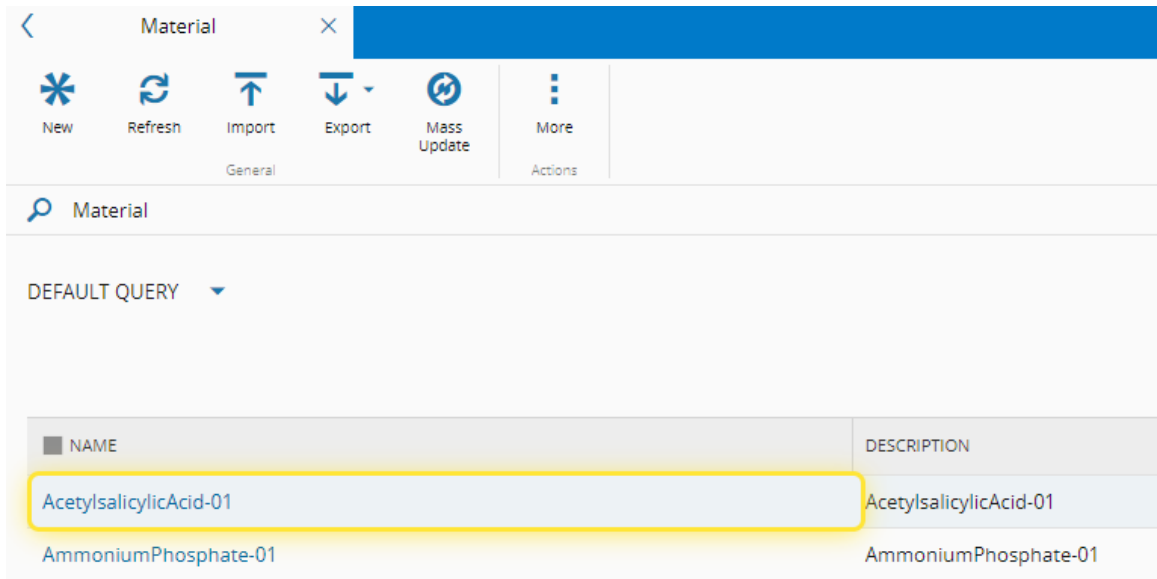 Material
New Refresh Import Export Mass Update More
General Actions
Material
DEFAULT QUERY
NAME DESCRIPTION
AcetylsalicylicAcid-01 AcetylsalicylicAcid-01
AmmoniumPhosphate-01 AmmoniumPhosphate-01